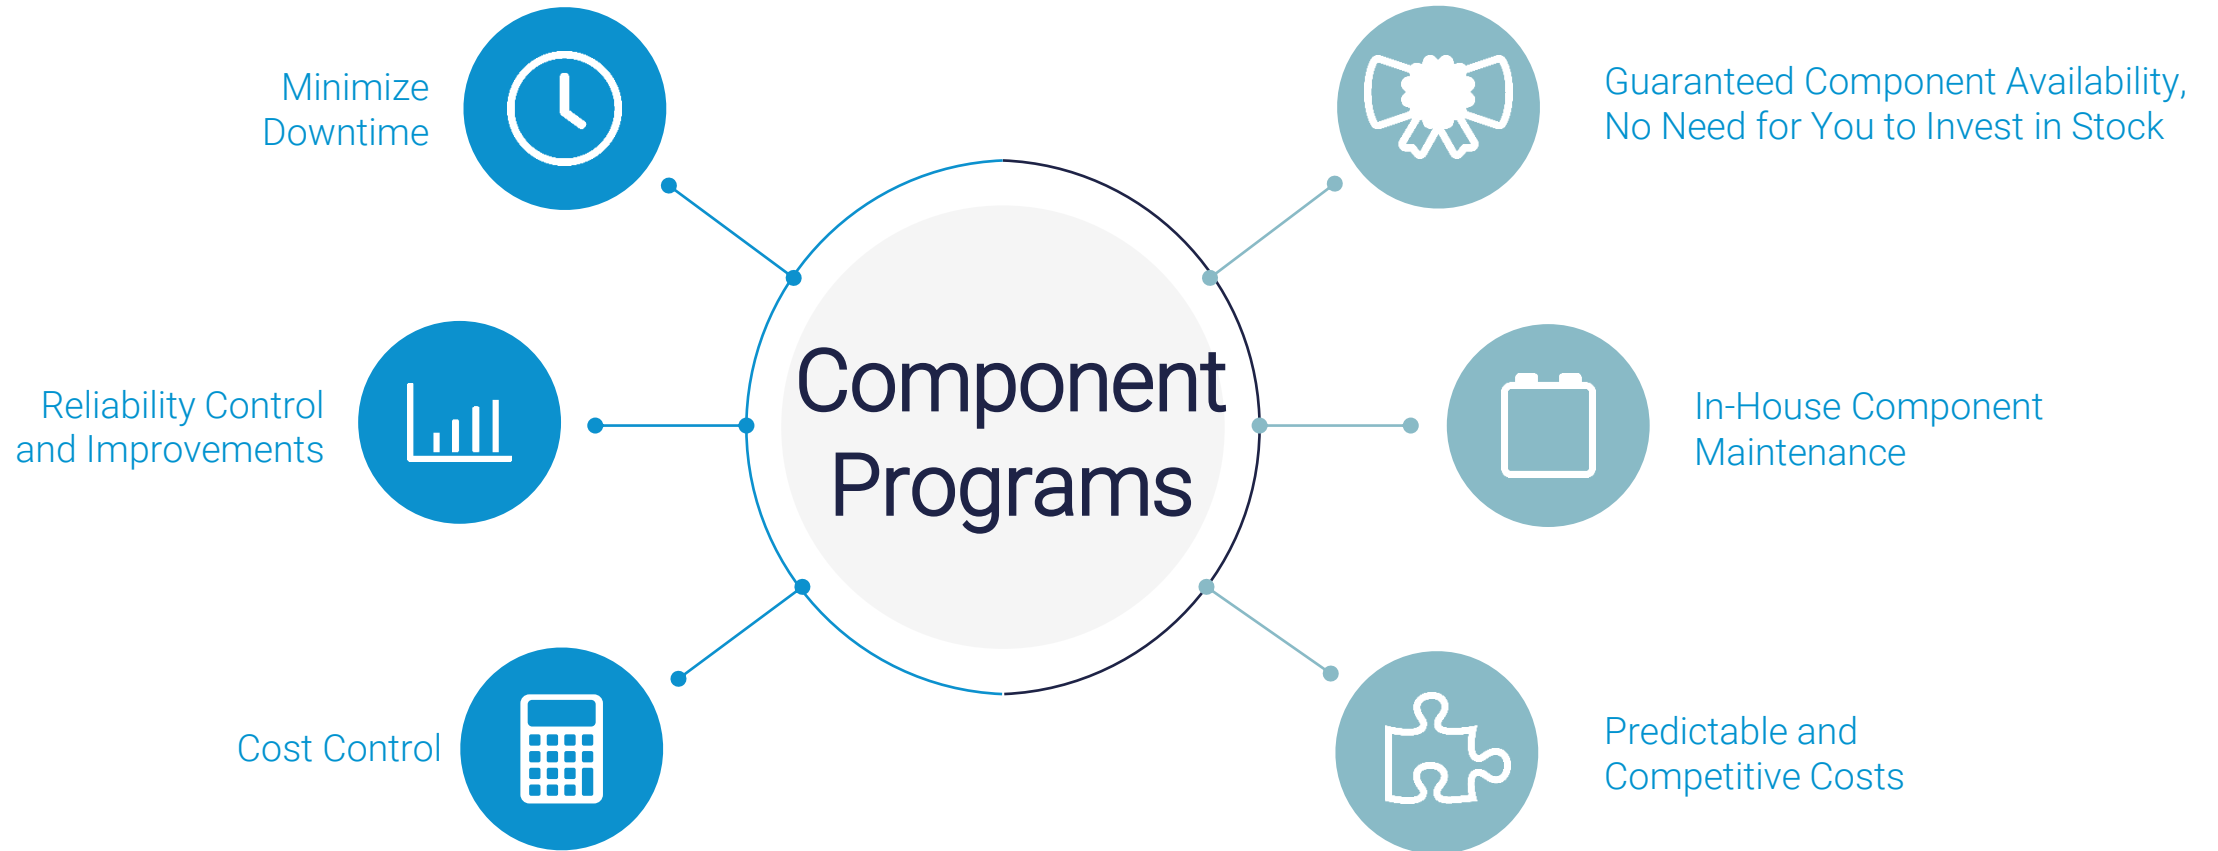 Minimize
Downtime
Guaranteed Component Availability,
No Need for You to Invest in Stock
Component
Programs
Reliability Control
and Improvements
In-House Component
Maintenance
Cost Control
Predictable and
Competitive Costs